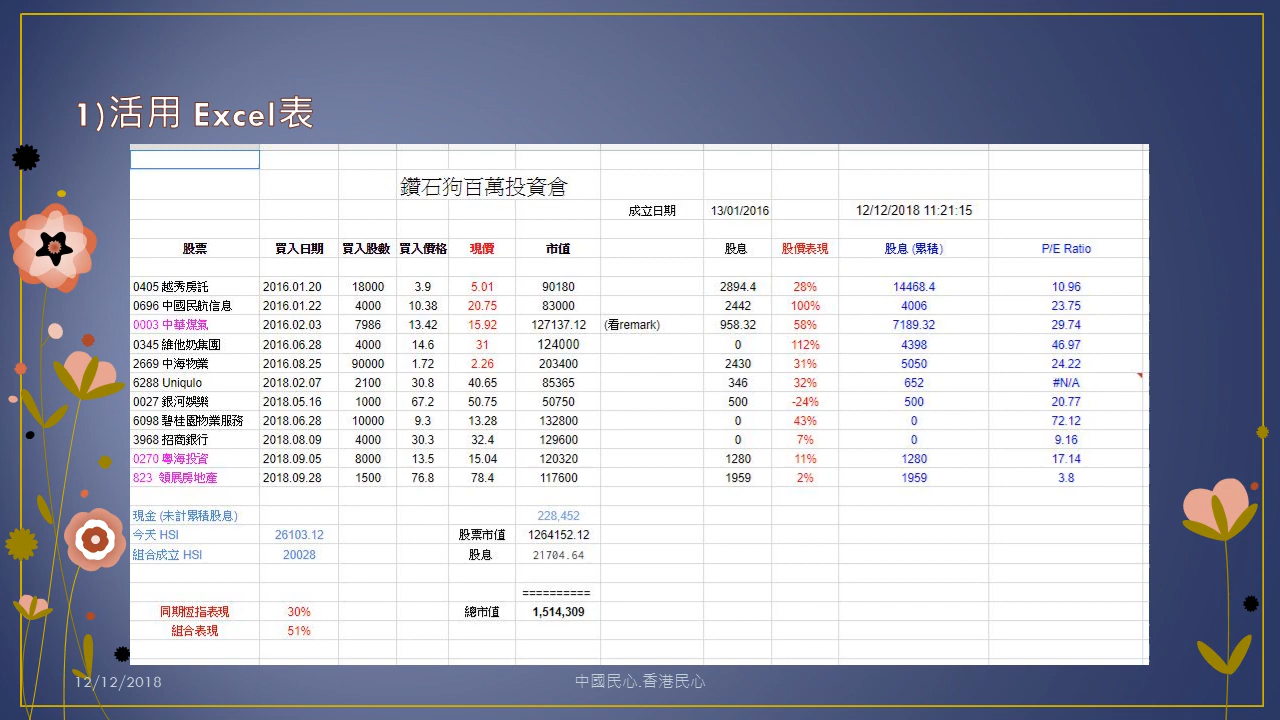 1)活用 Excel表
鑽石狗百萬投資倉
成立日期 13/01/2016 12/12/2018 11:21:15
股票 買入日期 買入股數 買入價格 現價 市值 股息 股價表現 股息 (累積) P/E Ratio
0405 越秀房託 2016.01.20 18000 3.9 5.01 90180 2894.4 28% 14468.4 10.96
0696 中國民航信息 2016.01.22 4000 10.38 20.75 83000 2442 100% 4006 23.75
0003 中華煤氣 2016.02.03 7986 13.42 15.92 127137.12 (看remark) 958.32 58% 7189.32 29.74
0345 維他奶集團 2016.06.28 4000 14.6 31 124000 0 112% 4398 46.97
2669 中海物業 2016.08.25 90000 1.72 2.26 203400 2430 31% 5050 24.22
6288 Uniqulo 2018.02.07 2100 30.8 40.65 85365 346 32% 652 #N/A
0027 銀河娛樂 2018.05.16 1000 67.2 50.75 50750 500 -24% 500 20.77
6098 碧桂園物業服務 2018.06.28 10000 9.3 13.28 132800 0 43% 0 72.12
3968 招商銀行 2018.08.09 4000 30.3 32.4 129600 0 7% 0 9.16
0270 粵海投資 2018.09.05 8000 13.5 15.04 120320 1280 11% 1280 17.14
823 領展房地產 2018.09.28 1500 76.8 78.4 117600 1959 2% 1959 3.8
現金 (未計累積股息) 228,452
今天 HSI 26103.12 股票市值 1264152.12
組合成立 HSI 20028 股息 21704.64
==========
同期恆指表現 30% 總市值 1,514,309
組合表現 51%
12/12/2018 中國民心.香港民心